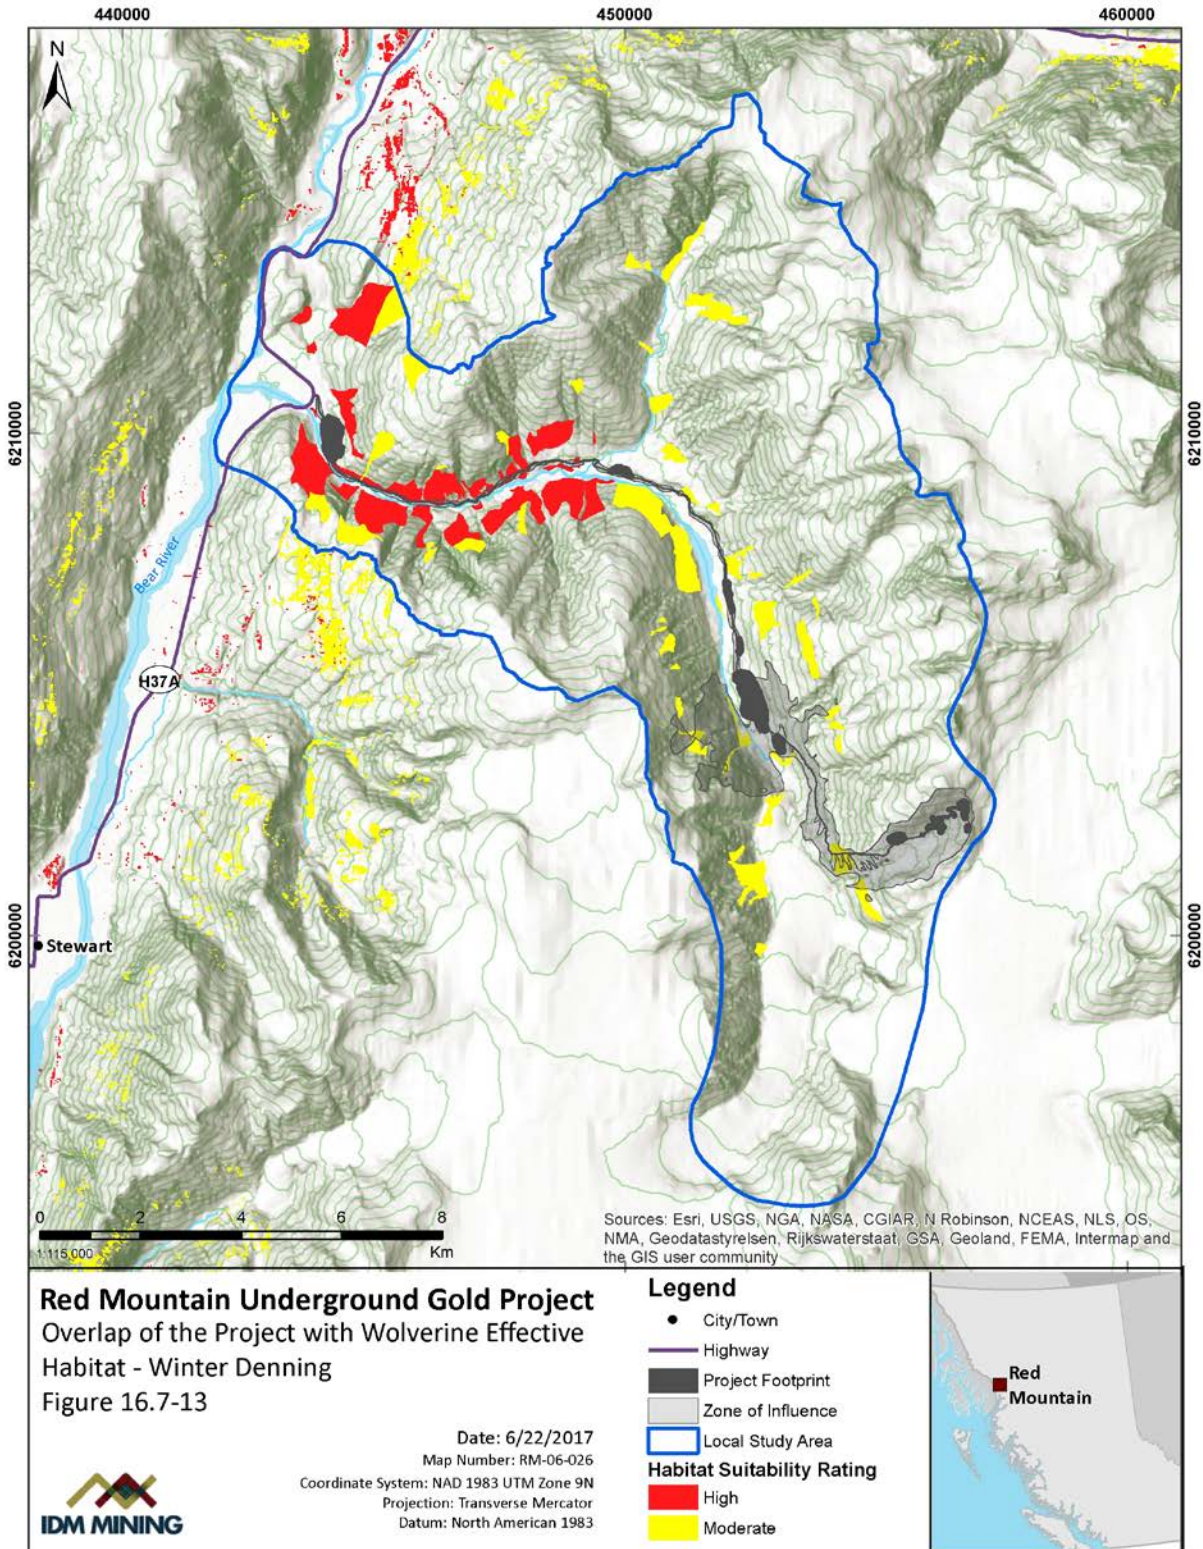 440000 450000 460000
N
6210000 6210000
Bear River
H37A
6200000 6200000
Stewart
0 2 4 6 8
1:115,000 Km
Sources: Esri, USGS, NGA, NASA, CGIAR, N Robinson, NCEAS, NLS, OS,
NMA, Geodatastyrelsen, Rijkswaterstaat, GSA, Geoland, FEMA, Intermap and
the GIS user community
Red Mountain Underground Gold Project
Overlap of the Project with Wolverine Effective
Habitat - Winter Denning
Figure 16.7-13
Date: 6/22/2017
Map Number: RM-06-026
Coordinate System: NAD 1983 UTM Zone 9N
Projection: Transverse Mercator
Datum: North American 1983
IDM MINING
Legend
City/Town
Highway
Project Footprint
Zone of Influence
Local Study Area
Habitat Suitability Rating
High
Moderate
Red
Mountain